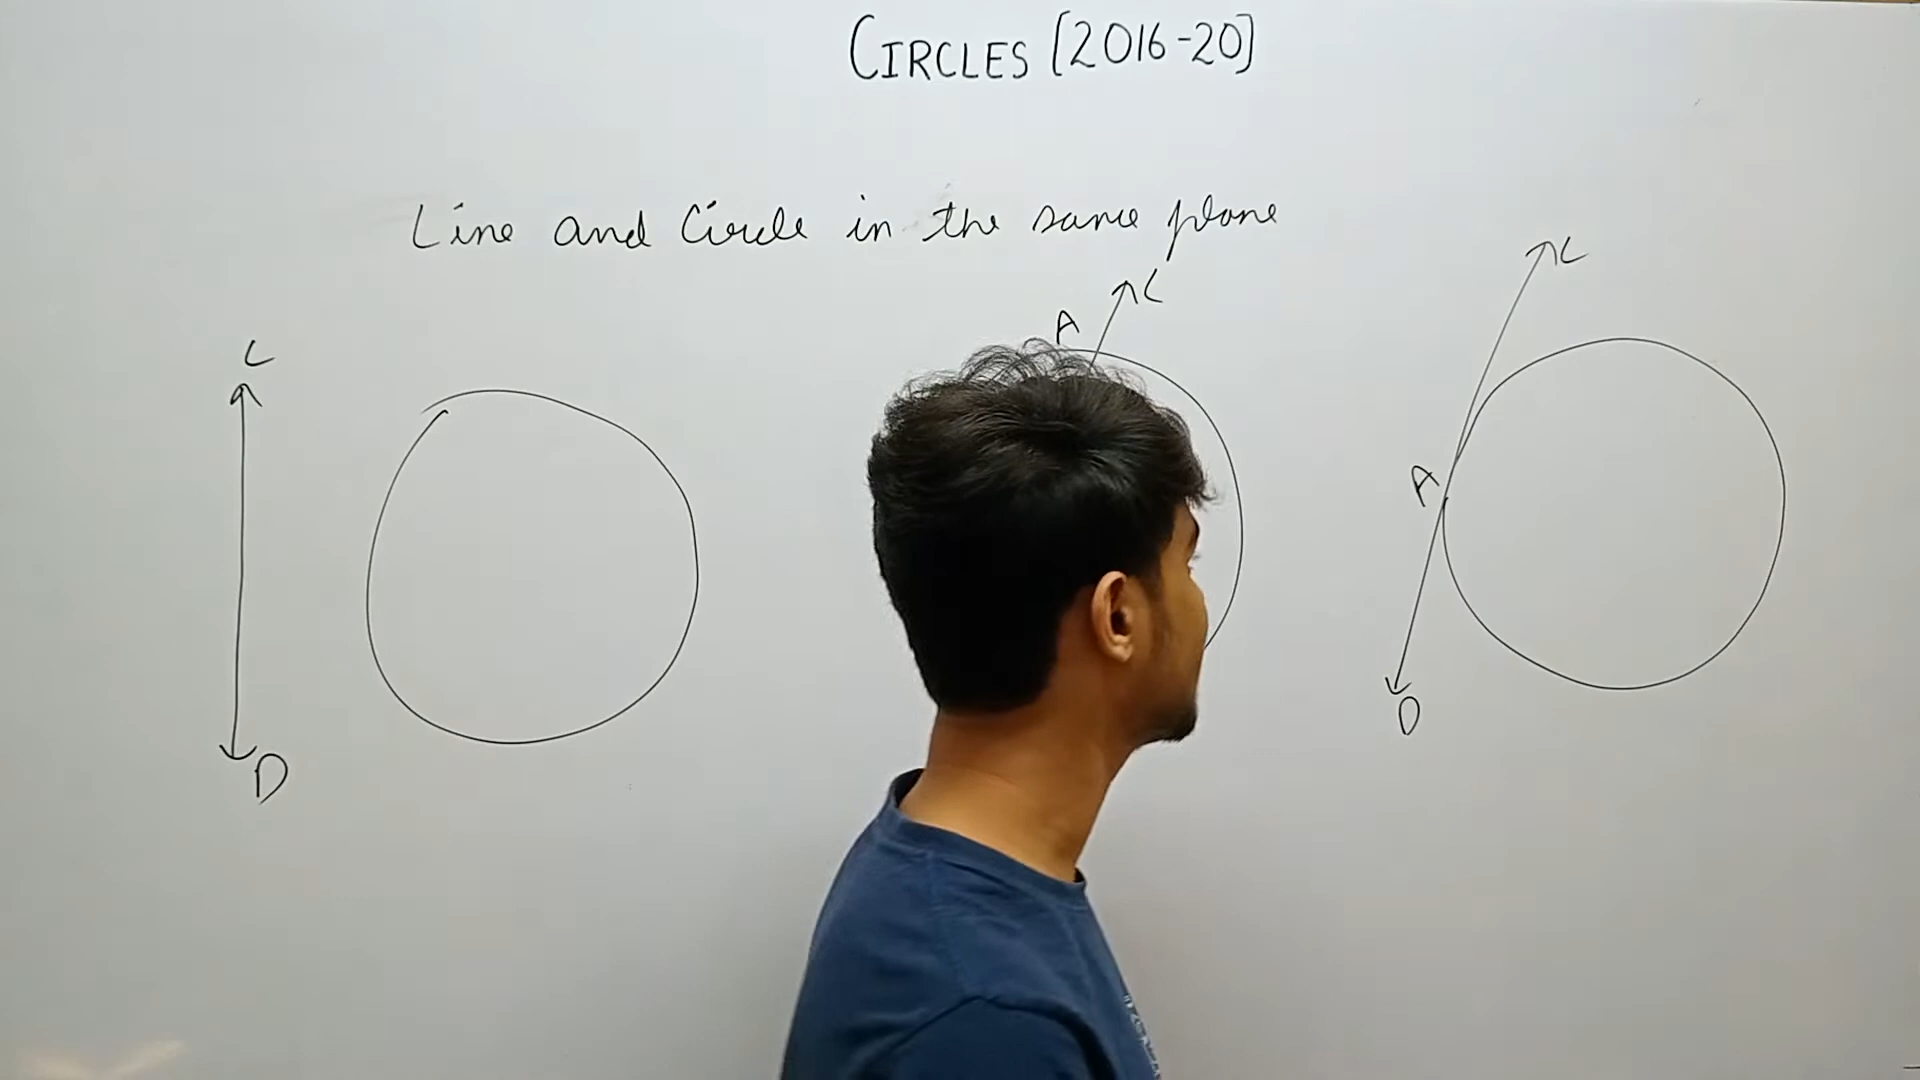 CIRCLES [2016-20]
Line and Circle in the same plane
C
A
C
C
A
D
D